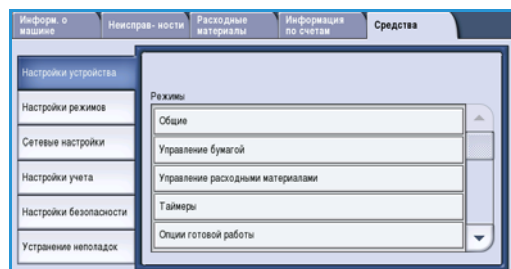 Информ. о машине
Неисправ- ности
Расходные материалы
Информация по счетам
Средства
Настройки устройства
Настройки режимов
Сетевые настройки
Настройки учета
Настройки безопасности
Устранение неполадок
Режимы
Общие
Управление бумагой
Управление расходными материалами
Таймеры
Опции готовой работы